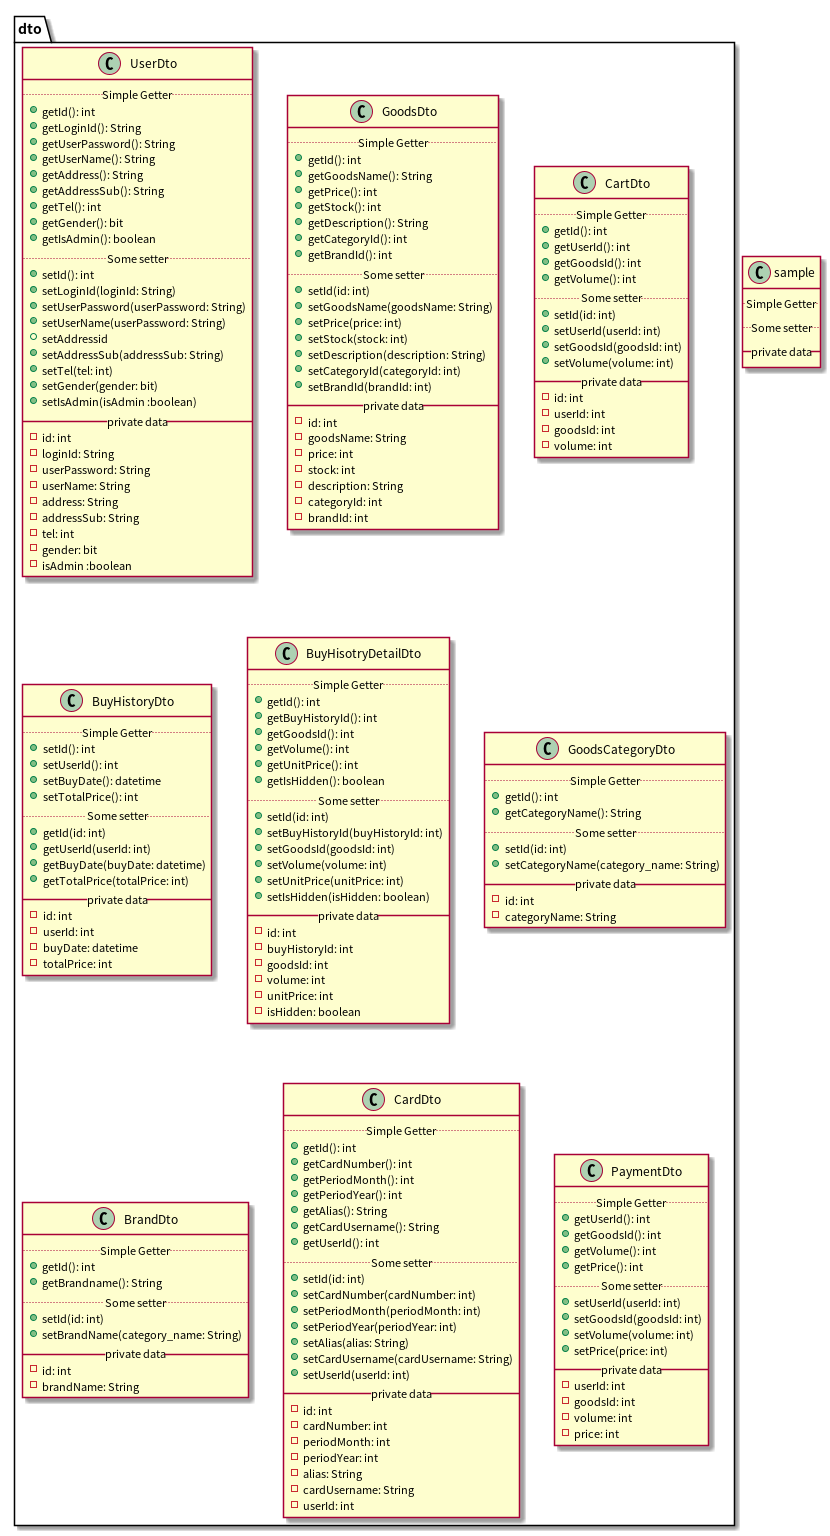 dto
UserDto
Simple Getter
getId(): int
getLoginId(): String
getUserPassword(): String
getUserName(): String
getAddress(): String
getAddressSub(): String
getTel(): int
getGender(): bit
getIsAdmin(): boolean
Some setter
setId(): int
setLoginId(loginId: String)
setUserPassword(userPassword: String)
setUserName(userPassword: String)
setAddressid
setAddressSub(addressSub: String)
setTel(tel: int)
setGender(gender: bit)
setIsAdmin(isAdmin :boolean)
private data
id: int
loginId: String
userPassword: String
userName: String
address: String
addressSub: String
tel: int
gender: bit
isAdmin :boolean
GoodsDto
Simple Getter
getId(): int
getGoodsName(): String
getPrice(): int
getStock(): int
getDescription(): String
getCategoryId(): int
getBrandId(): int
Some setter
setId(id: int)
setGoodsName(goodsName: String)
setPrice(price: int)
setStock(stock: int)
setDescription(description: String)
setCategoryId(categoryId: int)
setBrandId(brandId: int)
private data
id: int
goodsName: String
price: int
stock: int
description: String
categoryId: int
brandId: int
CartDto
Simple Getter
getId(): int
getUserId(): int
getGoodsId(): int
getVolume(): int
Some setter
setId(id: int)
setUserId(userId: int)
setGoodsId(goodsId: int)
setVolume(volume: int)
private data
id: int
userId: int
goodsId: int
volume: int
sample
Simple Getter
Some setter
private data
BuyHistoryDto
Simple Getter
setId(): int
setUserId(): int
setBuyDate(): datetime
setTotalPrice(): int
Some setter
getId(id: int)
getUserId(userId: int)
getBuyDate(buyDate: datetime)
getTotalPrice(totalPrice: int)
private data
id: int
userId: int
buyDate: datetime
totalPrice: int
BuyHisotryDetailDto
Simple Getter
getId(): int
getBuyHistoryId(): int
getGoodsId(): int
getVolume(): int
getUnitPrice(): int
getIsHidden(): boolean
Some setter
setId(id: int)
setBuyHistoryId(buyHistoryId: int)
setGoodsId(goodsId: int)
setVolume(volume: int)
setUnitPrice(unitPrice: int)
setIsHidden(isHidden: boolean)
private data
id: int
buyHistoryId: int
goodsId: int
volume: int
unitPrice: int
isHidden: boolean
GoodsCategoryDto
Simple Getter
getId(): int
getCategoryName(): String
Some setter
setId(id: int)
setCategoryName(category_name: String)
private data
id: int
categoryName: String
BrandDto
Simple Getter
getId(): int
getBrandname(): String
Some setter
setId(id: int)
setBrandName(category_name: String)
private data
id: int
brandName: String
CardDto
Simple Getter
getId(): int
getCardNumber(): int
getPeriodMonth(): int
getPeriodYear(): int
getAlias(): String
getCardUsername(): String
getUserId(): int
Some setter
setId(id: int)
setCardNumber(cardNumber: int)
setPeriodMonth(periodMonth: int)
setPeriodYear(periodYear: int)
setAlias(alias: String)
setCardUsername(cardUsername: String)
setUserId(userId: int)
private data
id: int
cardNumber: int
periodMonth: int
periodYear: int
alias: String
cardUsername: String
userId: int
PaymentDto
Simple Getter
getUserId(): int
getGoodsId(): int
getVolume(): int
getPrice(): int
Some setter
setUserId(userId: int)
setGoodsId(goodsId: int)
setVolume(volume: int)
setPrice(price: int)
private data
userId: int
goodsId: int
volume: int
price: int